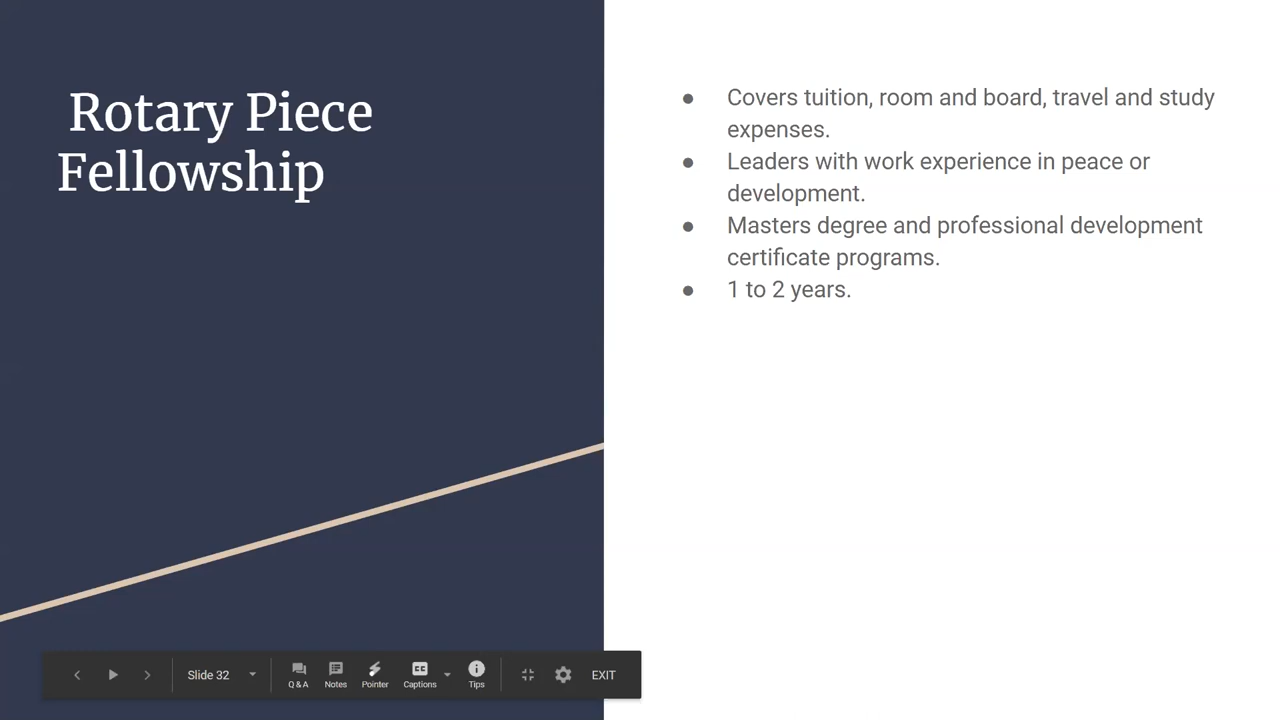 Rotary Piece
Fellowship
● Covers tuition, room and board, travel and study
expenses.
● Leaders with work experience in peace or
development.
● Masters degree and professional development
certificate programs.
● 1 to 2 years.
Slide 32
Q & A
Notes
Pointer
CC
Captions
Tips
EXIT